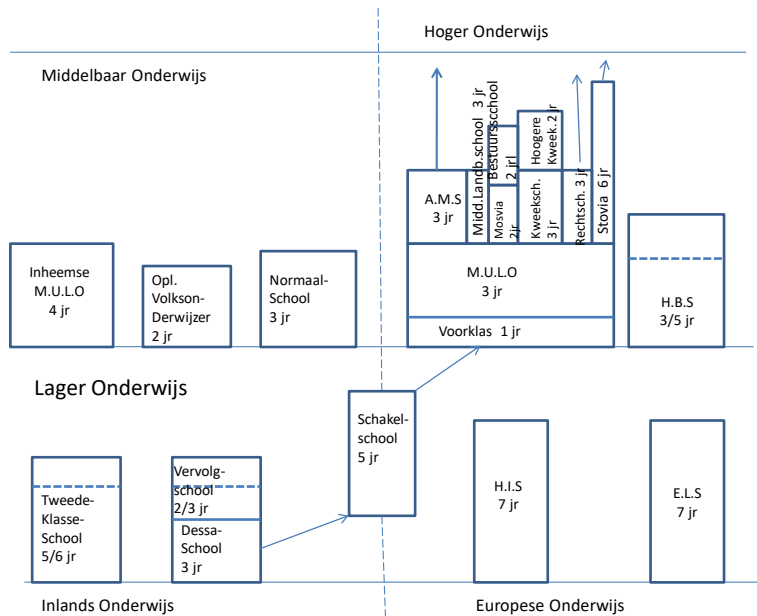 Hoger Onderwijs
Middelbaar Onderwijs
A.M.S
3 jr
Midd.Landb.school 3 jr
Bestuursscchool
2 jrl
Mosvia
2jr
Hoogere
Kweek. 2 jr
Kweeksch.
3 jr
Rechtsch. 3 jr
Stovia 6 jr
Inheemse
M.U.L.O
4 jr
Opl.
Volkson-
Derwijzer
2 jr
Normaal-
School
3 jr
M.U.L.O
3 jr
Voorklas 1 jr
H.B.S
3/5 jr
Lager Onderwijs
Schakel-
school
5 jr
Tweede-
Klasse-
School
5/6 jr
Vervolg-
school
2/3 jr
Dessa-
School
3 jr
H.I.S
7 jr
E.L.S
7 jr
Inlands Onderwijs
Europese Onderwijs